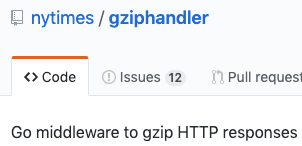 nytimes / gziphandler
Code Issues 12 Pull request
Go middleware to gzip HTTP responses